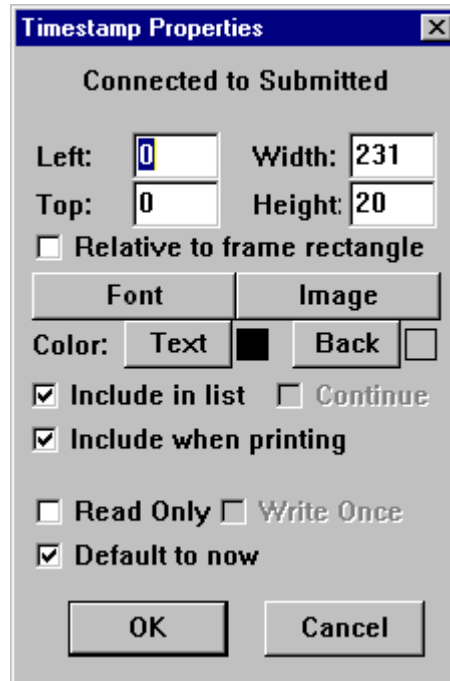 Timestamp Properties
Connected to Submitted
Left: 0 Width: 231
Top: 0 Height: 20
Relative to frame rectangle
Font Image
Color: Text Back
Include in list Continue
Include when printing
Read Only Write Once
Default to now
OK Cancel